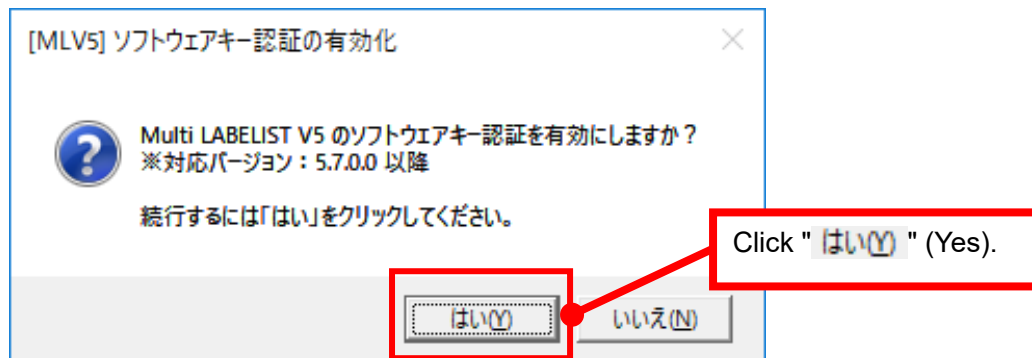 [MLV5] ソフトウェアキー認証の有効化
Multi LABELIST V5 のソフトウェアキー認証を有効にしますか？
※対応バージョン：5.7.0.0 以降
続行するには「はい」をクリックしてください。
Click " はい(Y) " (Yes).
はい(Y)
いいえ(N)